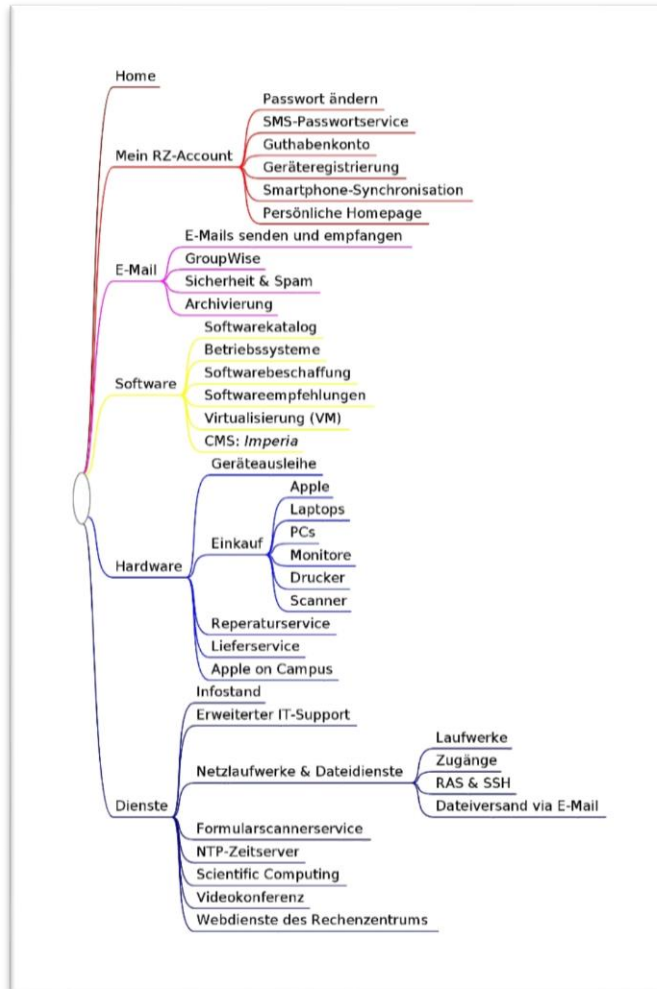 Home
Passwort ändern
SMS-Passwortservice
Guthabenkonto
Mein RZ-Account
Geräteregistrierung
Smartphone-Synchronisation
Persönliche Homepage
E-Mails senden und empfangen
GroupWise
E-Mail
Sicherheit & Spam
Archivierung
Softwarekatalog
Betriebssysteme
Softwarebeschaffung
Software
Softwareempfehlungen
Virtualisierung (VM)
CMS: Imperia
Geräteausleihe
Apple
Laptops
PCs
Einkauf
Monitore
Hardware
Drucker
Scanner
Reperaturservice
Lieferservice
Apple on Campus
Infostand
Erweiterter IT-Support
Laufwerke
Zugänge
Netzlaufwerke & Dateidienste
RAS & SSH
Dateiversand via E-Mail
Dienste
Formularscannerservice
NTP-Zeitserver
Scientific Computing
Videokonferenz
Webdienste des Rechenzentrums